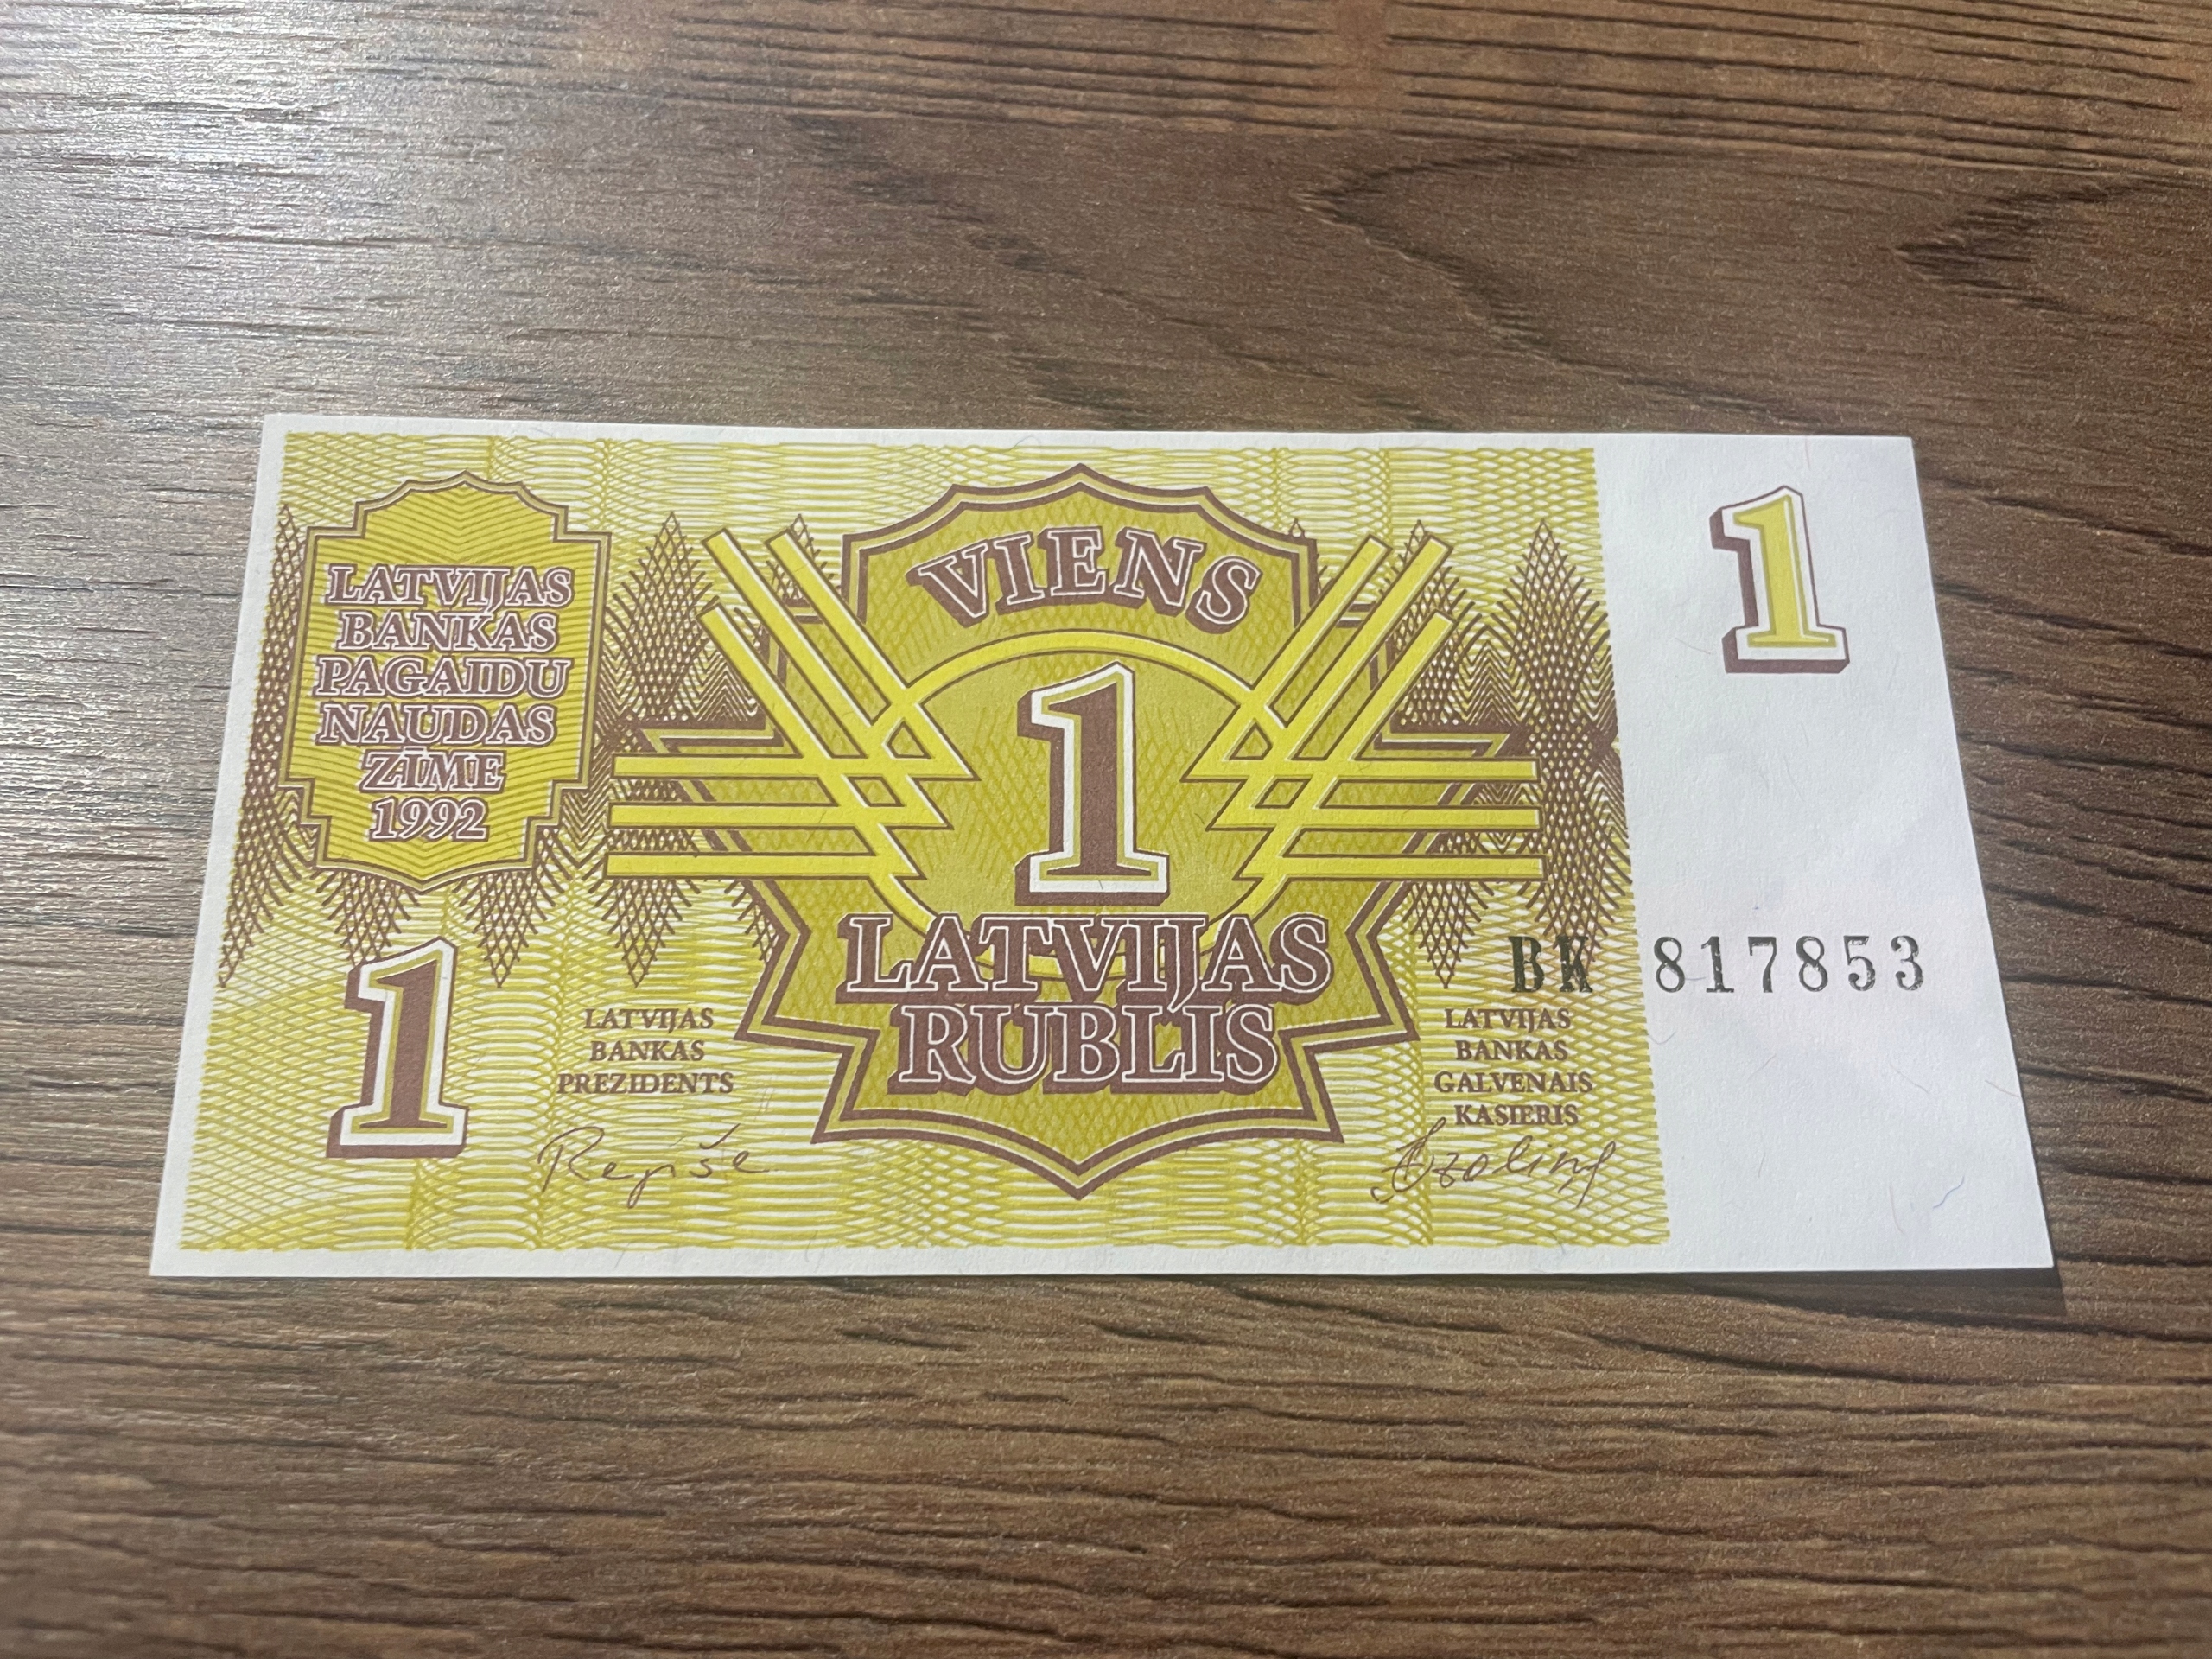 LATVIJAS
BANKAS
PAGAIDU
NAUDAS
ZĪME
1992
VIENS
1
1
LATVIJAS
RUBLIS
1
LATVIJAS
BANKAS
PREZIDENTS
BK 817853
LATVIJAS
BANKAS
GALVENAIS
KASIERIS